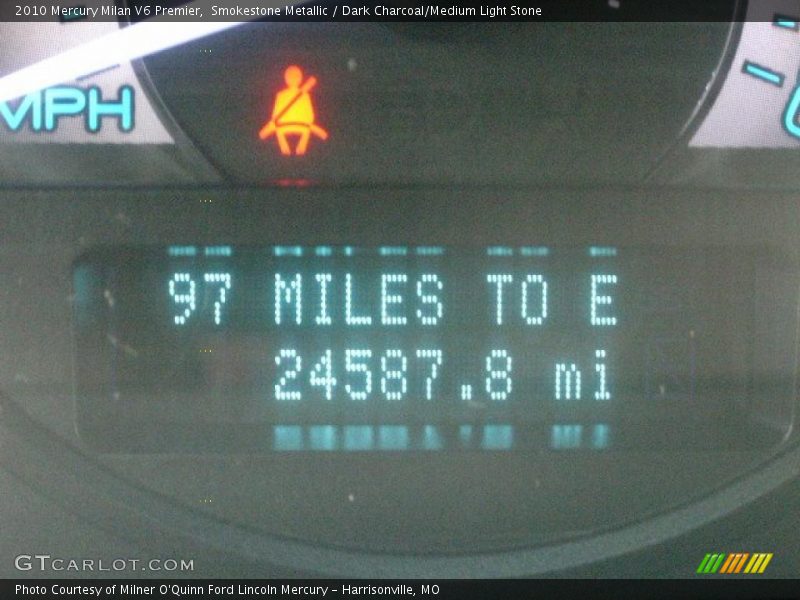 2010 Mercury Milan V6 Premier,  Smokestone Metallic / Dark Charcoal/Medium Light Stone
MPH
97 MILES TO E
24587.8 mi
GTCARLOT.COM
Photo Courtesy of Milner O'Quinn Ford Lincoln Mercury - Harrisonville, MO